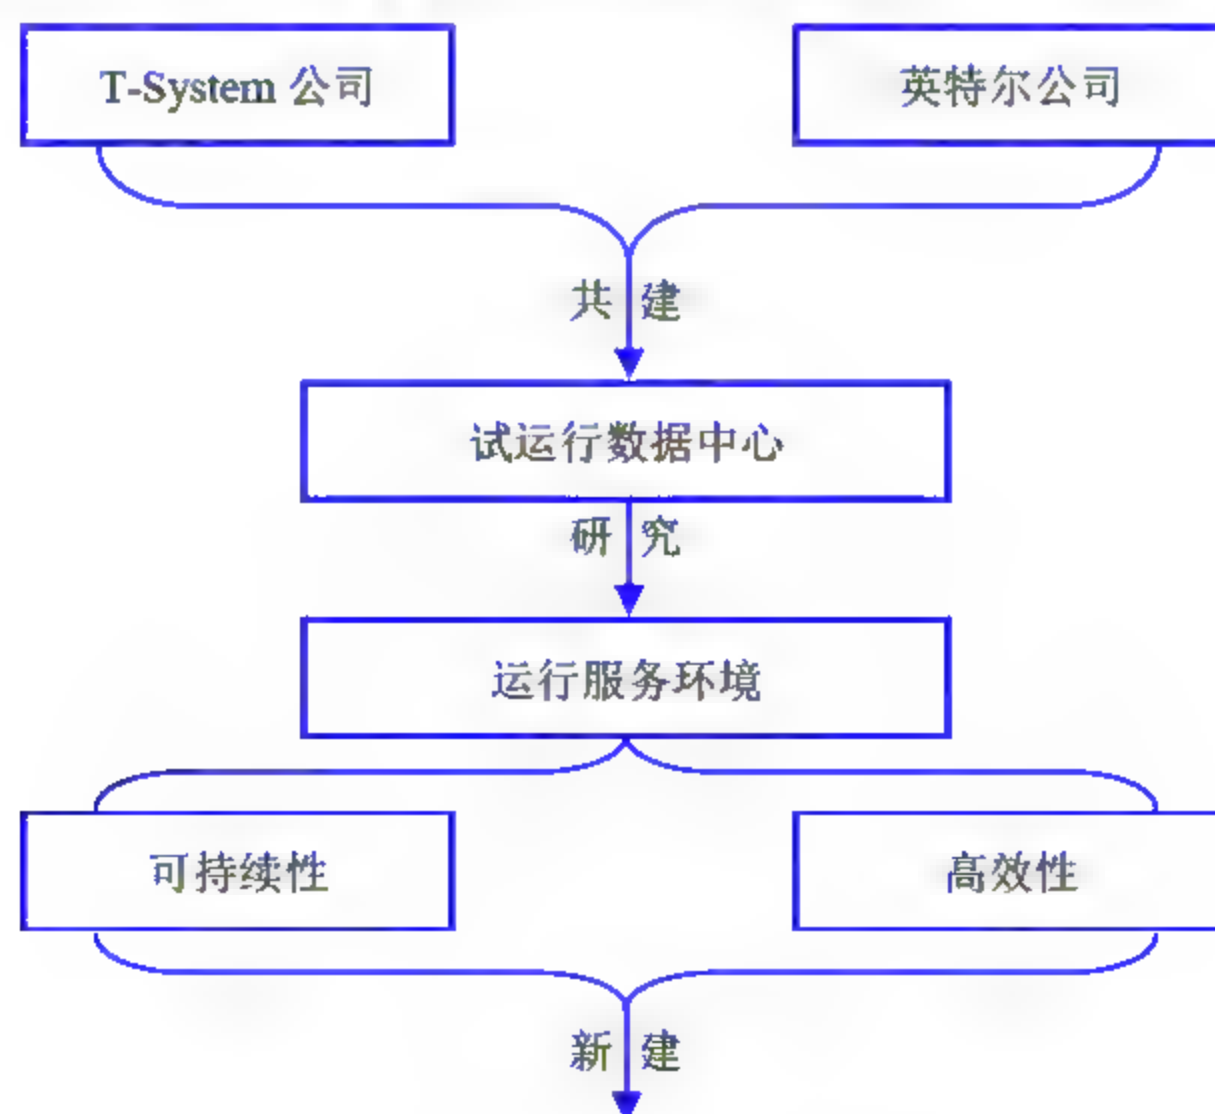 T-System 公司
英特尔公司
共 建
试运行数据中心
研 究
运行服务环境
可持续性
高效性
新 建